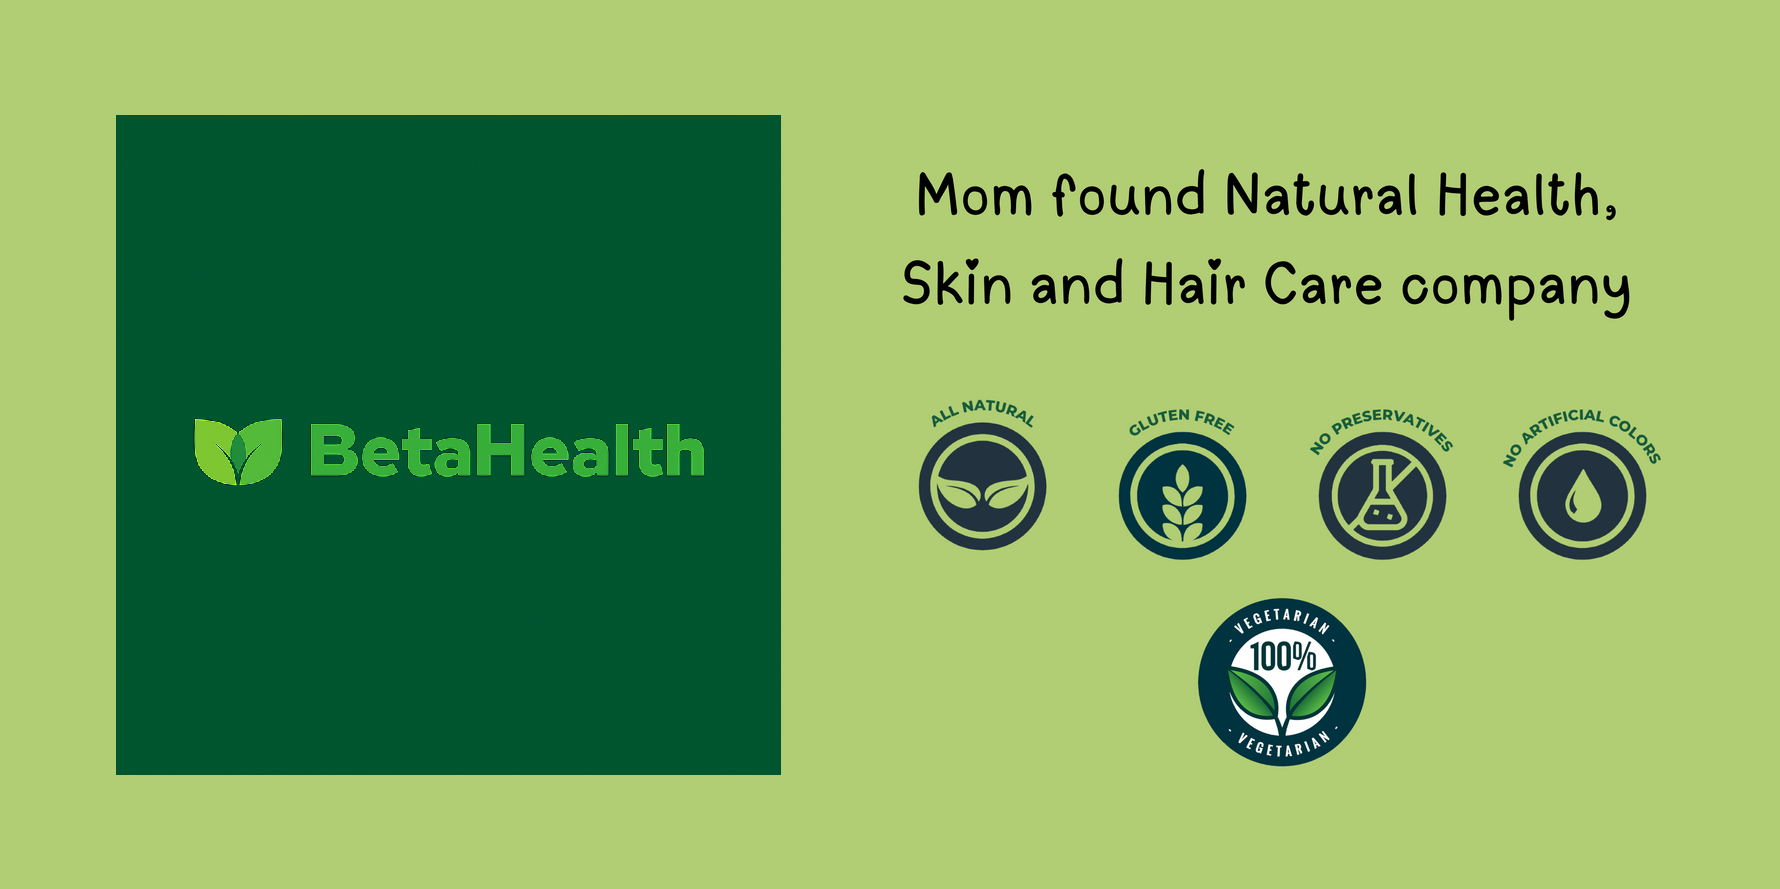 BetaHealth
Mom found Natural Health,
Skin and Hair Care company
ALL NATURAL
GLUTEN FREE
NO PRESERVATIVES
NO ARTIFICIAL COLORS
- VEGETARIAN -
100%
- VEGETARIAN -